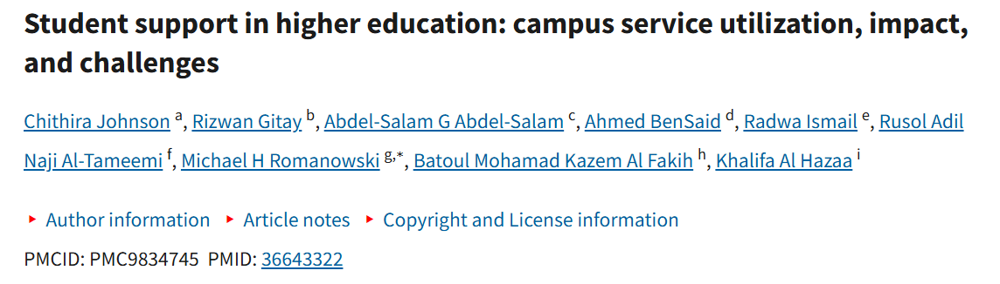 Student support in higher education: campus service utilization, impact,
and challenges
Chithira Johnson a, Rizwan Gitay b, Abdel-Salam G Abdel-Salam c, Ahmed BenSaid d, Radwa Ismail e, Rusol Adil
Naji Al-Tameemi f, Michael H Romanowski g,*, Batoul Mohamad Kazem Al Fakih h, Khalifa Al Hazaa i
▸ Author information ▸ Article notes ▸ Copyright and License information
PMCID: PMC9834745 PMID: 36643322